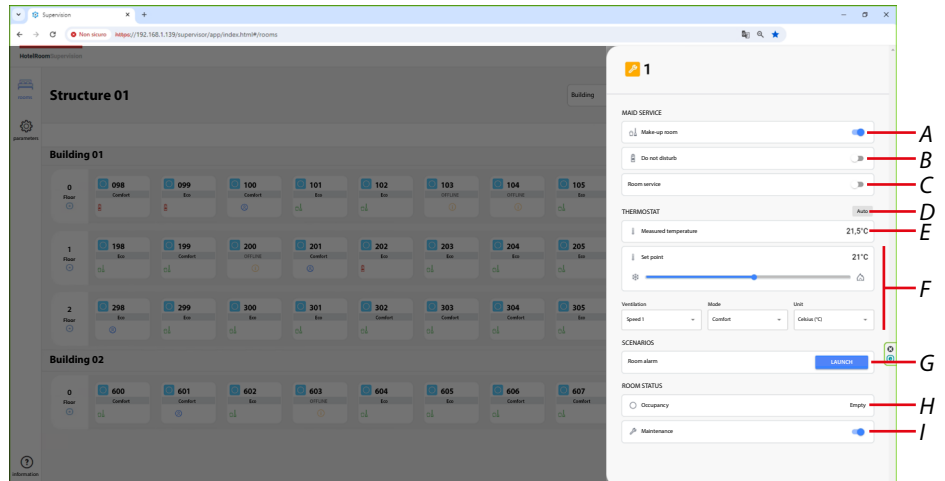 Supervision
Non sicuro https://192.168.1.139/supervisor/app/index.html#/rooms
HotelRoom Supervision
rooms
parameters
information
Structure 01
Building
Building 01
0 098 099 100 101 102 103 104 105
Floor Comfort Eco Comfort Eco Eco OFFLINE OFFLINE Eco
1 198 199 200 201 202 203 204 205
Floor Eco Comfort OFFLINE Comfort Eco Eco Eco Eco
2 298 299 300 301 302 303 304 305
Floor Eco Eco Eco Eco Comfort Comfort Comfort Eco
Building 02
0 600 601 602 603 604 605 606 607
Floor Comfort Comfort Eco OFFLINE Eco Eco Comfort Comfort
1
MAID SERVICE
Make-up room A
Do not disturb B
Room service C
THERMOSTAT Auto D
Measured temperature 21,5°C E
Set point 21°C
F
Ventilation Mode Unit
Speed 1 Comfort Celsius (°C)
SCENARIOS
Room alarm LAUNCH G
ROOM STATUS
Occupancy Empty H
Maintenance I